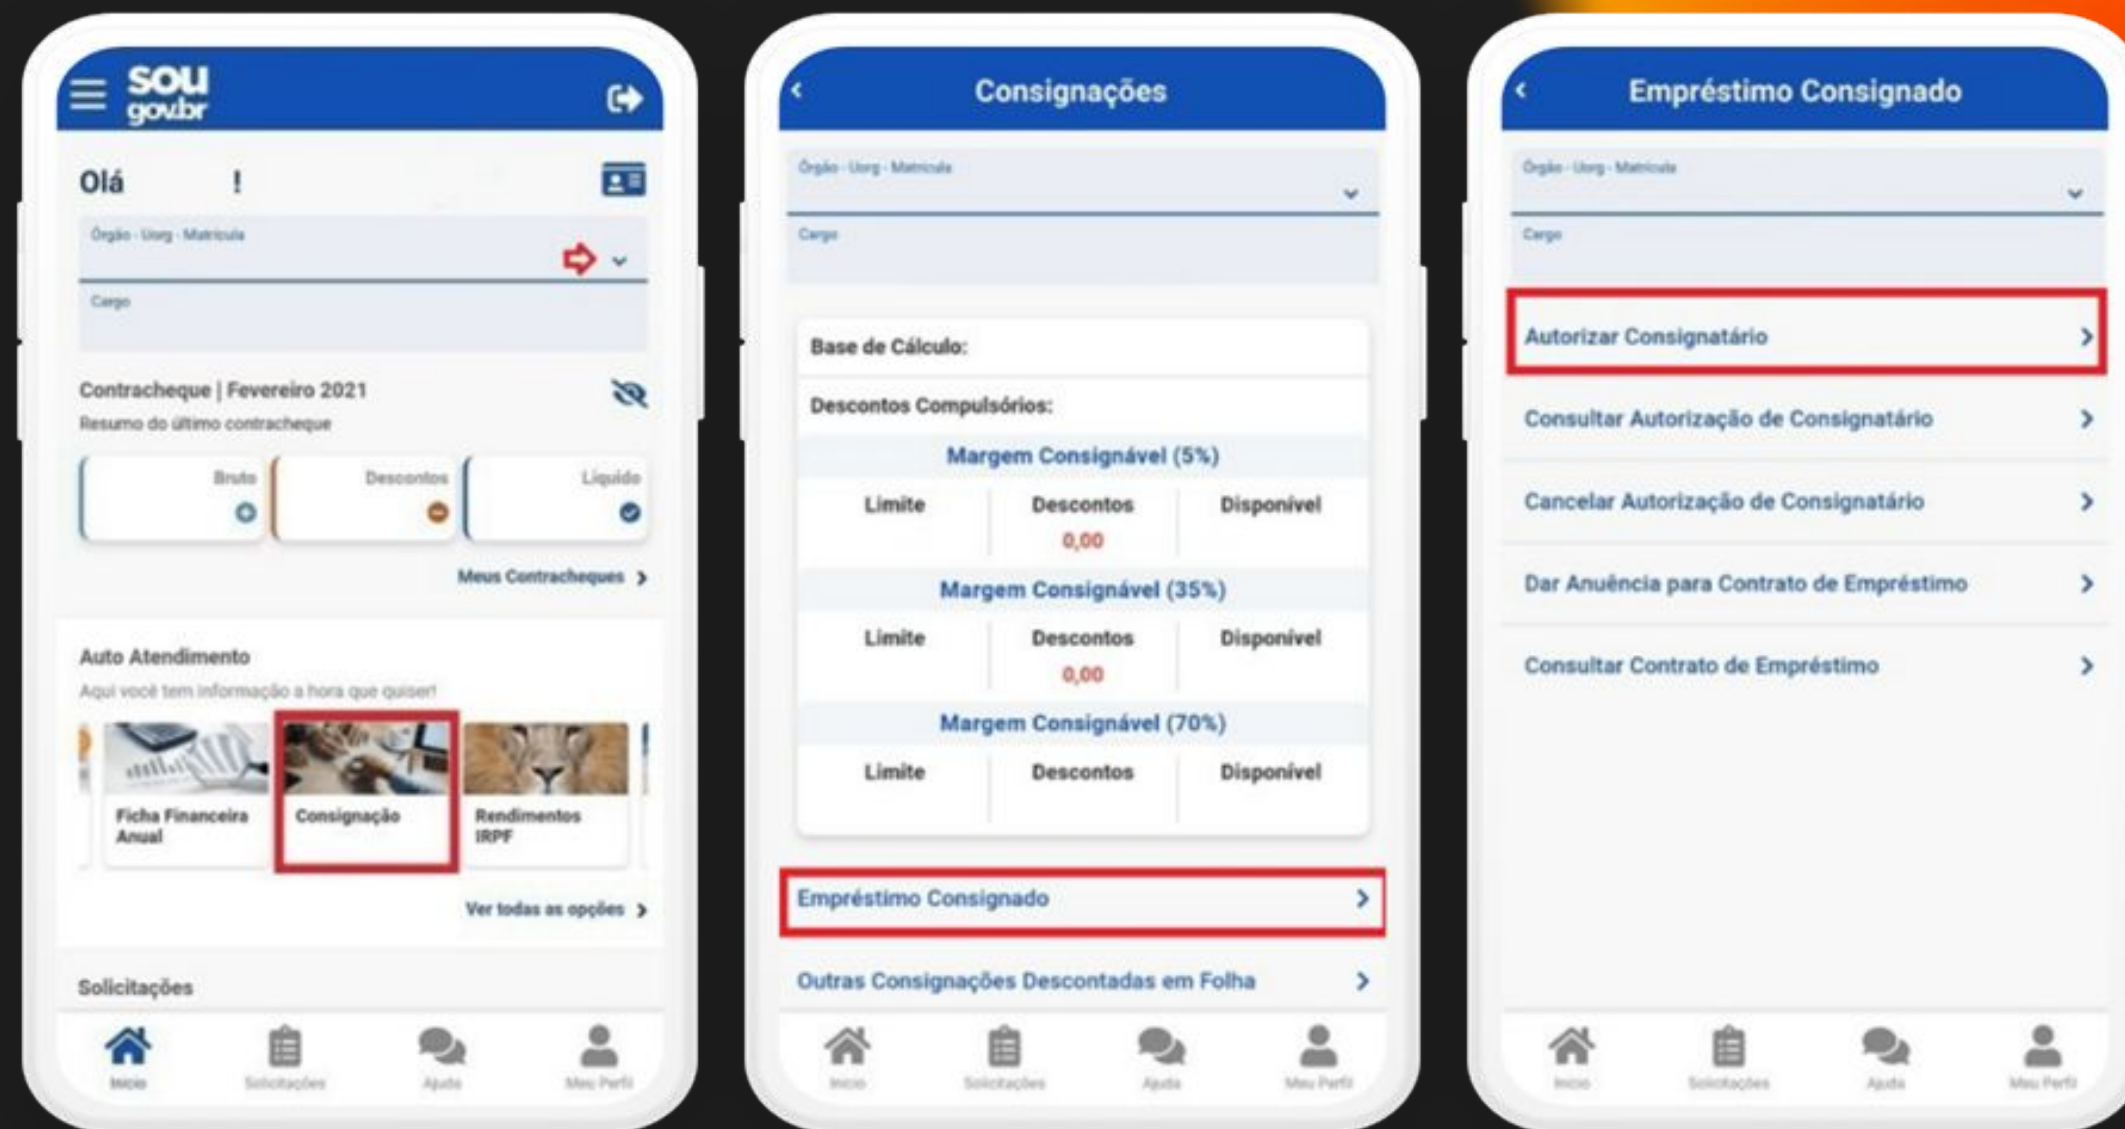 sou
gov.br
Olá !
Órgão - Uorg - Matrícula
Cargo
Contracheque | Fevereiro 2021
Resumo do último contracheque
Bruto Descontos Líquido
Meus Contracheques
Auto Atendimento
Aqui você tem informação a hora que quiser!
Ficha Financeira
Anual
Consignação
Rendimentos
IRPF
Ver todas as opções
Solicitações
Início Solicitações Ajuda Meu Perfil
Consignações
Órgão - Uorg - Matrícula
Cargo
Base de Cálculo:
Descontos Compulsórios:
Margem Consignável (5%)
Limite Descontos Disponível
0,00
Margem Consignável (35%)
Limite Descontos Disponível
0,00
Margem Consignável (70%)
Limite Descontos Disponível
Empréstimo Consignado
Outras Consignações Descontadas em Folha
Início Solicitações Ajuda Meu Perfil
Empréstimo Consignado
Órgão - Uorg - Matrícula
Cargo
Autorizar Consignatário
Consultar Autorização de Consignatário
Cancelar Autorização de Consignatário
Dar Anuência para Contrato de Empréstimo
Consultar Contrato de Empréstimo
Início Solicitações Ajuda Meu Perfil